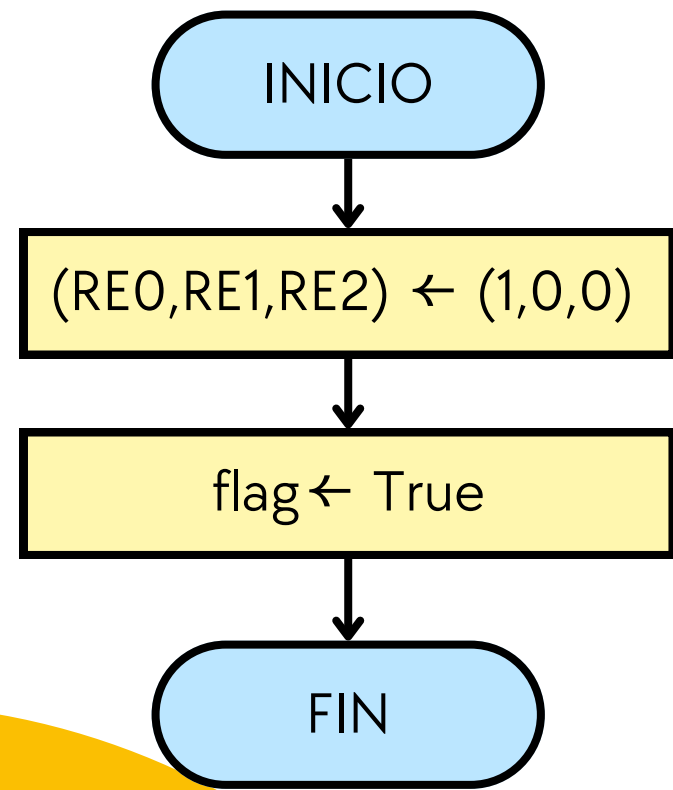 INICIO
(RE0,RE1,RE2) ← (1,0,0)
flag ← True
FIN